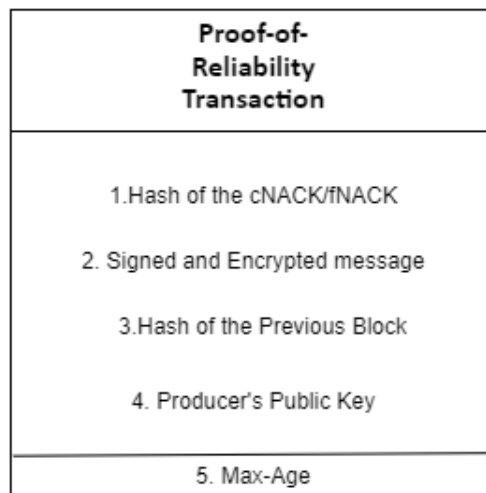 Proof-of-
Reliability
Transaction
1.Hash of the cNACK/fNACK
2. Signed and Encrypted message
3.Hash of the Previous Block
4. Producer's Public Key
5. Max-Age